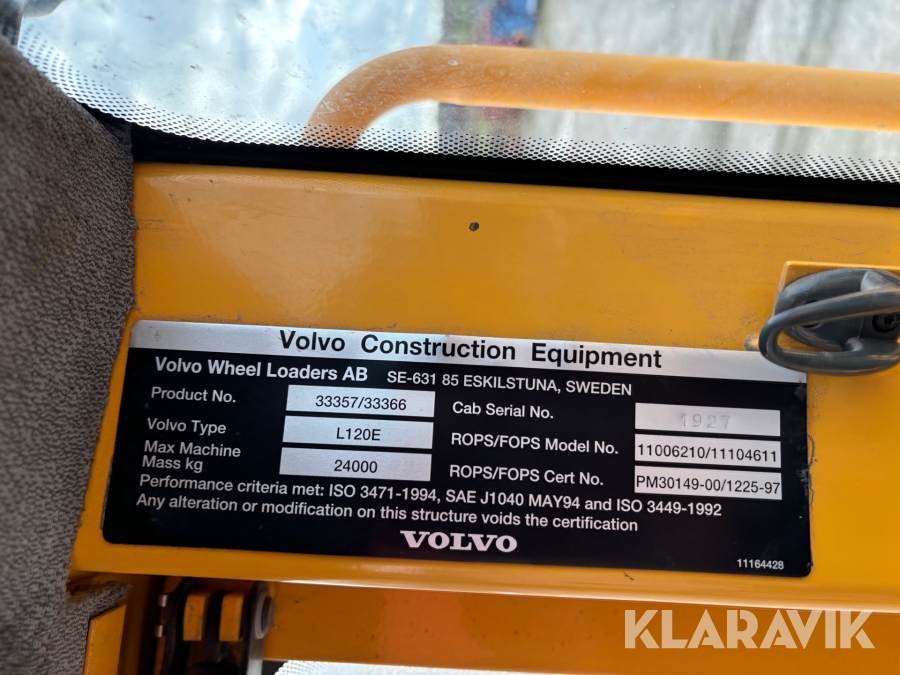 Volvo Construction Equipment
Volvo Wheel Loaders AB SE-631 85 ESKILSTUNA, SWEDEN
Product No. 33357/33366
Volvo Type L120E
Max Machine Mass kg 24000
Cab Serial No. 1927
ROPS/FOPS Model No. 11006210/11104611
ROPS/FOPS Cert No. PM30149-00/1225-97
Performance criteria met: ISO 3471-1994, SAE J1040 MAY94 and ISO 3449-1992
Any alteration or modification on this structure voids the certification
VOLVO
11164428
KLARAVIK